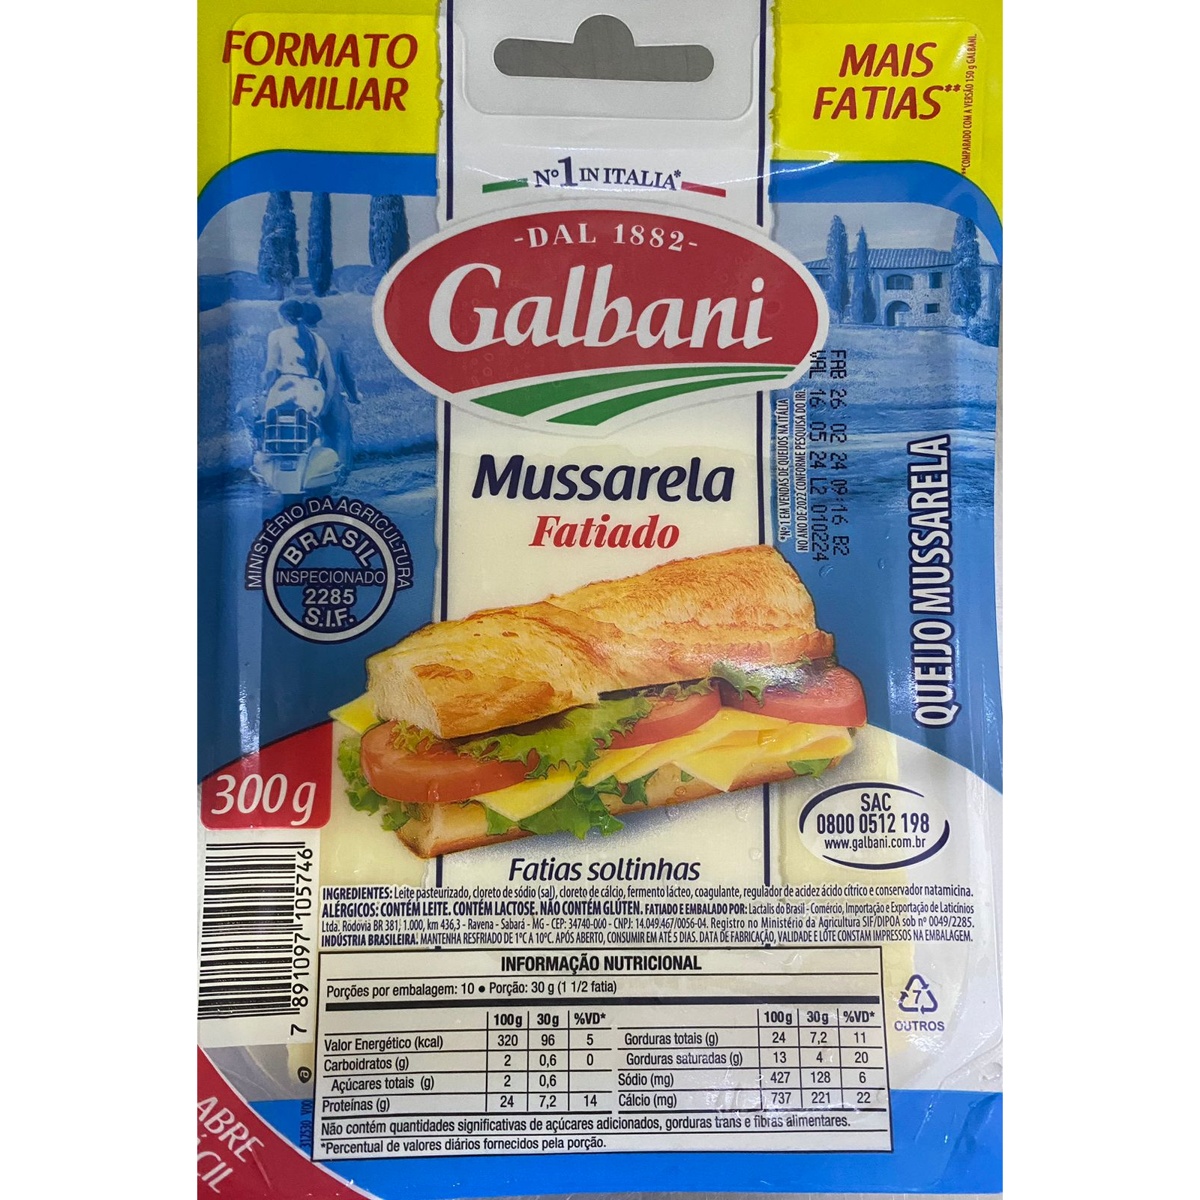 FORMATO
FAMILIAR
MAIS
FATIAS**
**COMPARADO COM A VERSÃO 150 g GALBANI.
Nº1 IN ITALIA*
-DAL 1882-
Galbani
FAB 26 02 24 09:16 B2
VAL 16 05 24 L2 010224
*Nº1 EM VENDAS DE QUEIJOS NA ITÁLIA
NO ANO DE 2022 CONFORME PESQUISA DO IRI.
Mussarela
Fatiado
QUEIJO MUSSARELA
MINISTÉRIO DA AGRICULTURA
BRASIL
INSPECIONADO
2285
S.I.F.
300 g
SAC
0800 0512 198
www.galbani.com.br
Fatias soltinhas
INGREDIENTES: Leite pasteurizado, cloreto de sódio (sal), cloreto de cálcio, fermento lácteo, coagulante, regulador de acidez ácido cítrico e conservador natamicina.
ALÉRGICOS: CONTÉM LEITE. CONTÉM LACTOSE. NÃO CONTÉM GLÚTEN. FATIADO E EMBALADO POR: Lactalis do Brasil - Comércio, Importação e Exportação de Laticínios
Ltda. Rodovia BR 381, 1.000, km 436,3 - Ravena - Sabará - MG - CEP: 34740-000 - CNPJ: 14.049.467/0056-04. Registro no Ministério da Agricultura SIF/DIPOA sob nº 0049/2285.
INDÚSTRIA BRASILEIRA. MANTENHA RESFRIADO DE 1°C A 10°C. APÓS ABERTO, CONSUMIR EM ATÉ 5 DIAS. DATA DE FABRICAÇÃO, VALIDADE E LOTE CONSTAM IMPRESSOS NA EMBALAGEM.
7 891097 105746
INFORMAÇÃO NUTRICIONAL
Porções por embalagem: 10 ● Porção: 30 g (1 1/2 fatia)
100 g 30 g %VD* 100 g 30 g %VD*
Valor Energético (kcal) 320 96 5 Gorduras totais (g) 24 7,2 11
Carboidratos (g) 2 0,6 0 Gorduras saturadas (g) 13 4 20
Açúcares totais (g) 2 0,6 Sódio (mg) 427 128 6
Proteínas (g) 24 7,2 14 Cálcio (mg) 737 221 22
Não contém quantidades significativas de açúcares adicionados, gorduras trans e fibras alimentares.
*Percentual de valores diários fornecidos pela porção.
7
OUTROS
ABRE